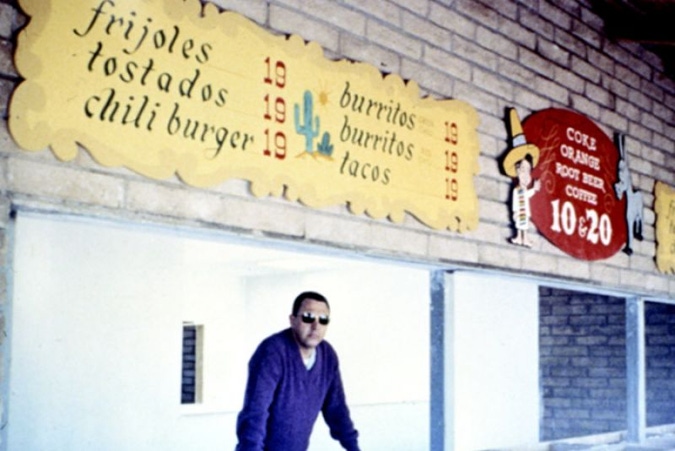 frijoles 19
tostados 19
chili burger 19
burritos 19
burritos 19
tacos 19
COKE
ORANGE
ROOT BEER
COFFEE
10 & 20